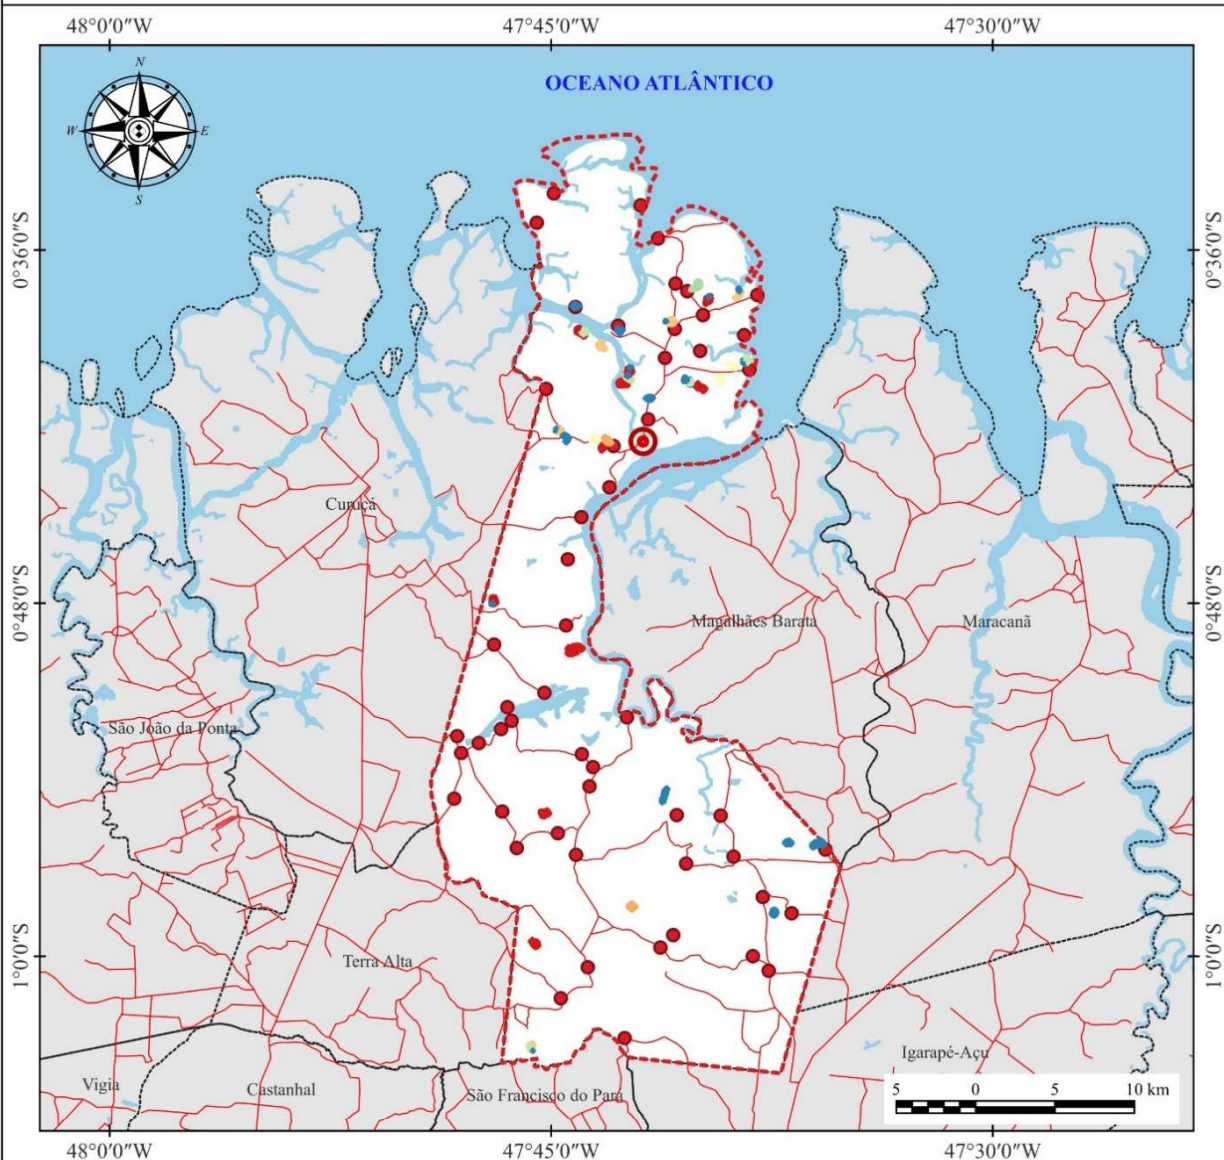 48°0′0″W 47°45′0″W 47°30′0″W
OCEANO ATLÂNTICO
N
W E
S
0°36′0″S 0°36′0″S
Curuçá
0°48′0″S 0°48′0″S
Magalhães Barata Maracanã
São João da Ponta
1°0′0″S 1°0′0″S
Terra Alta
Igarapé-Açu
Vigia Castanhal São Francisco do Pará
5 0 5 10 km
48°0′0″W 47°45′0″W 47°30′0″W